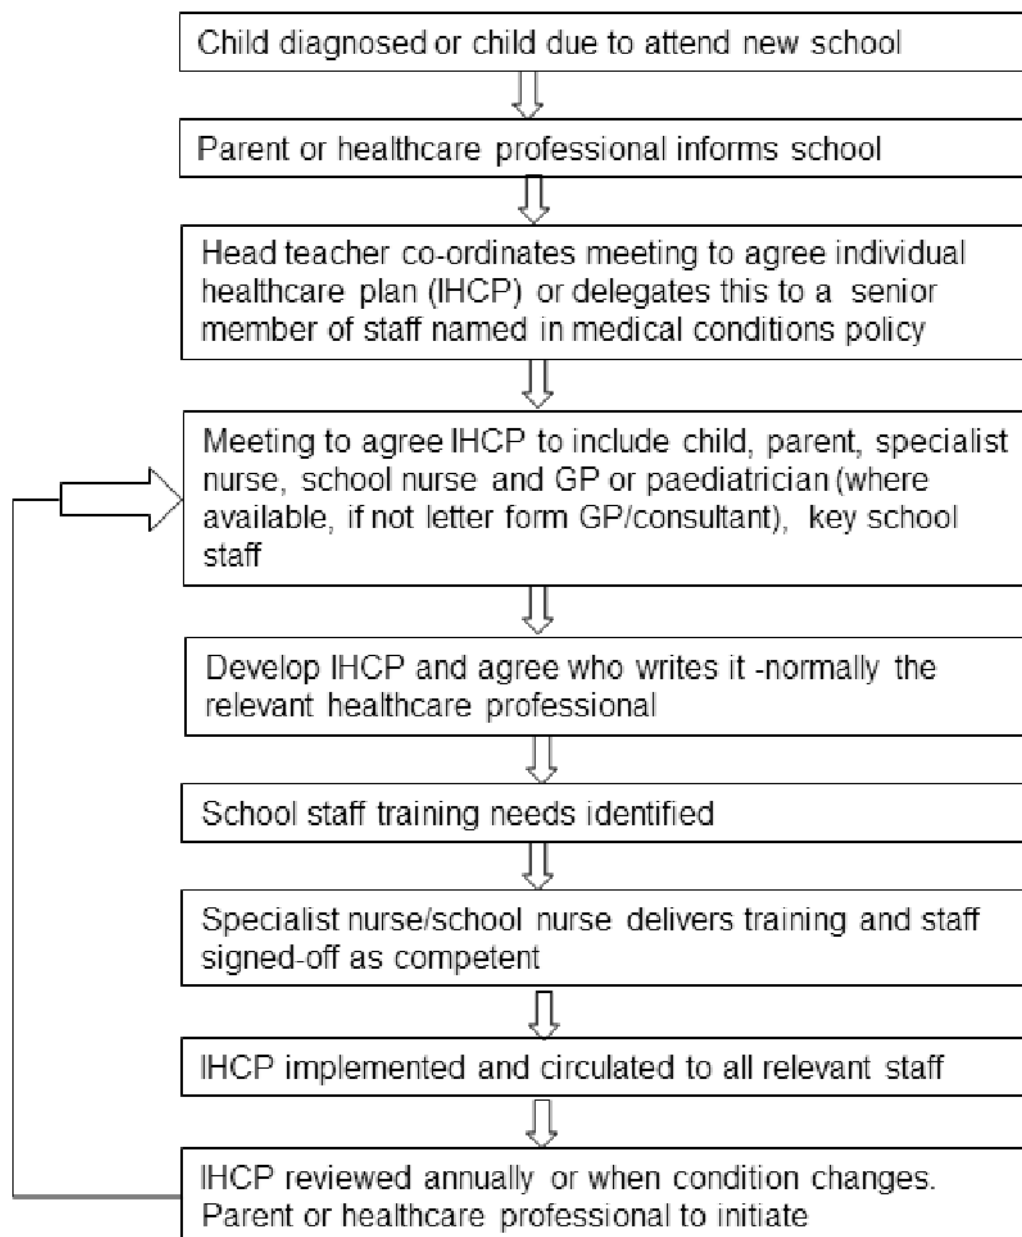 Child diagnosed or child due to attend new school
Parent or healthcare professional informs school
Head teacher co-ordinates meeting to agree individual
healthcare plan (IHCP) or delegates this to a senior
member of staff named in medical conditions policy
Meeting to agree IHCP to include child, parent, specialist
nurse, school nurse and GP or paediatrician (where
available, if not letter form GP/consultant), key school
staff
Develop IHCP and agree who writes it -normally the
relevant healthcare professional
School staff training needs identified
Specialist nurse/school nurse delivers training and staff
signed-off as competent
IHCP implemented and circulated to all relevant staff
IHCP reviewed annually or when condition changes.
Parent or healthcare professional to initiate